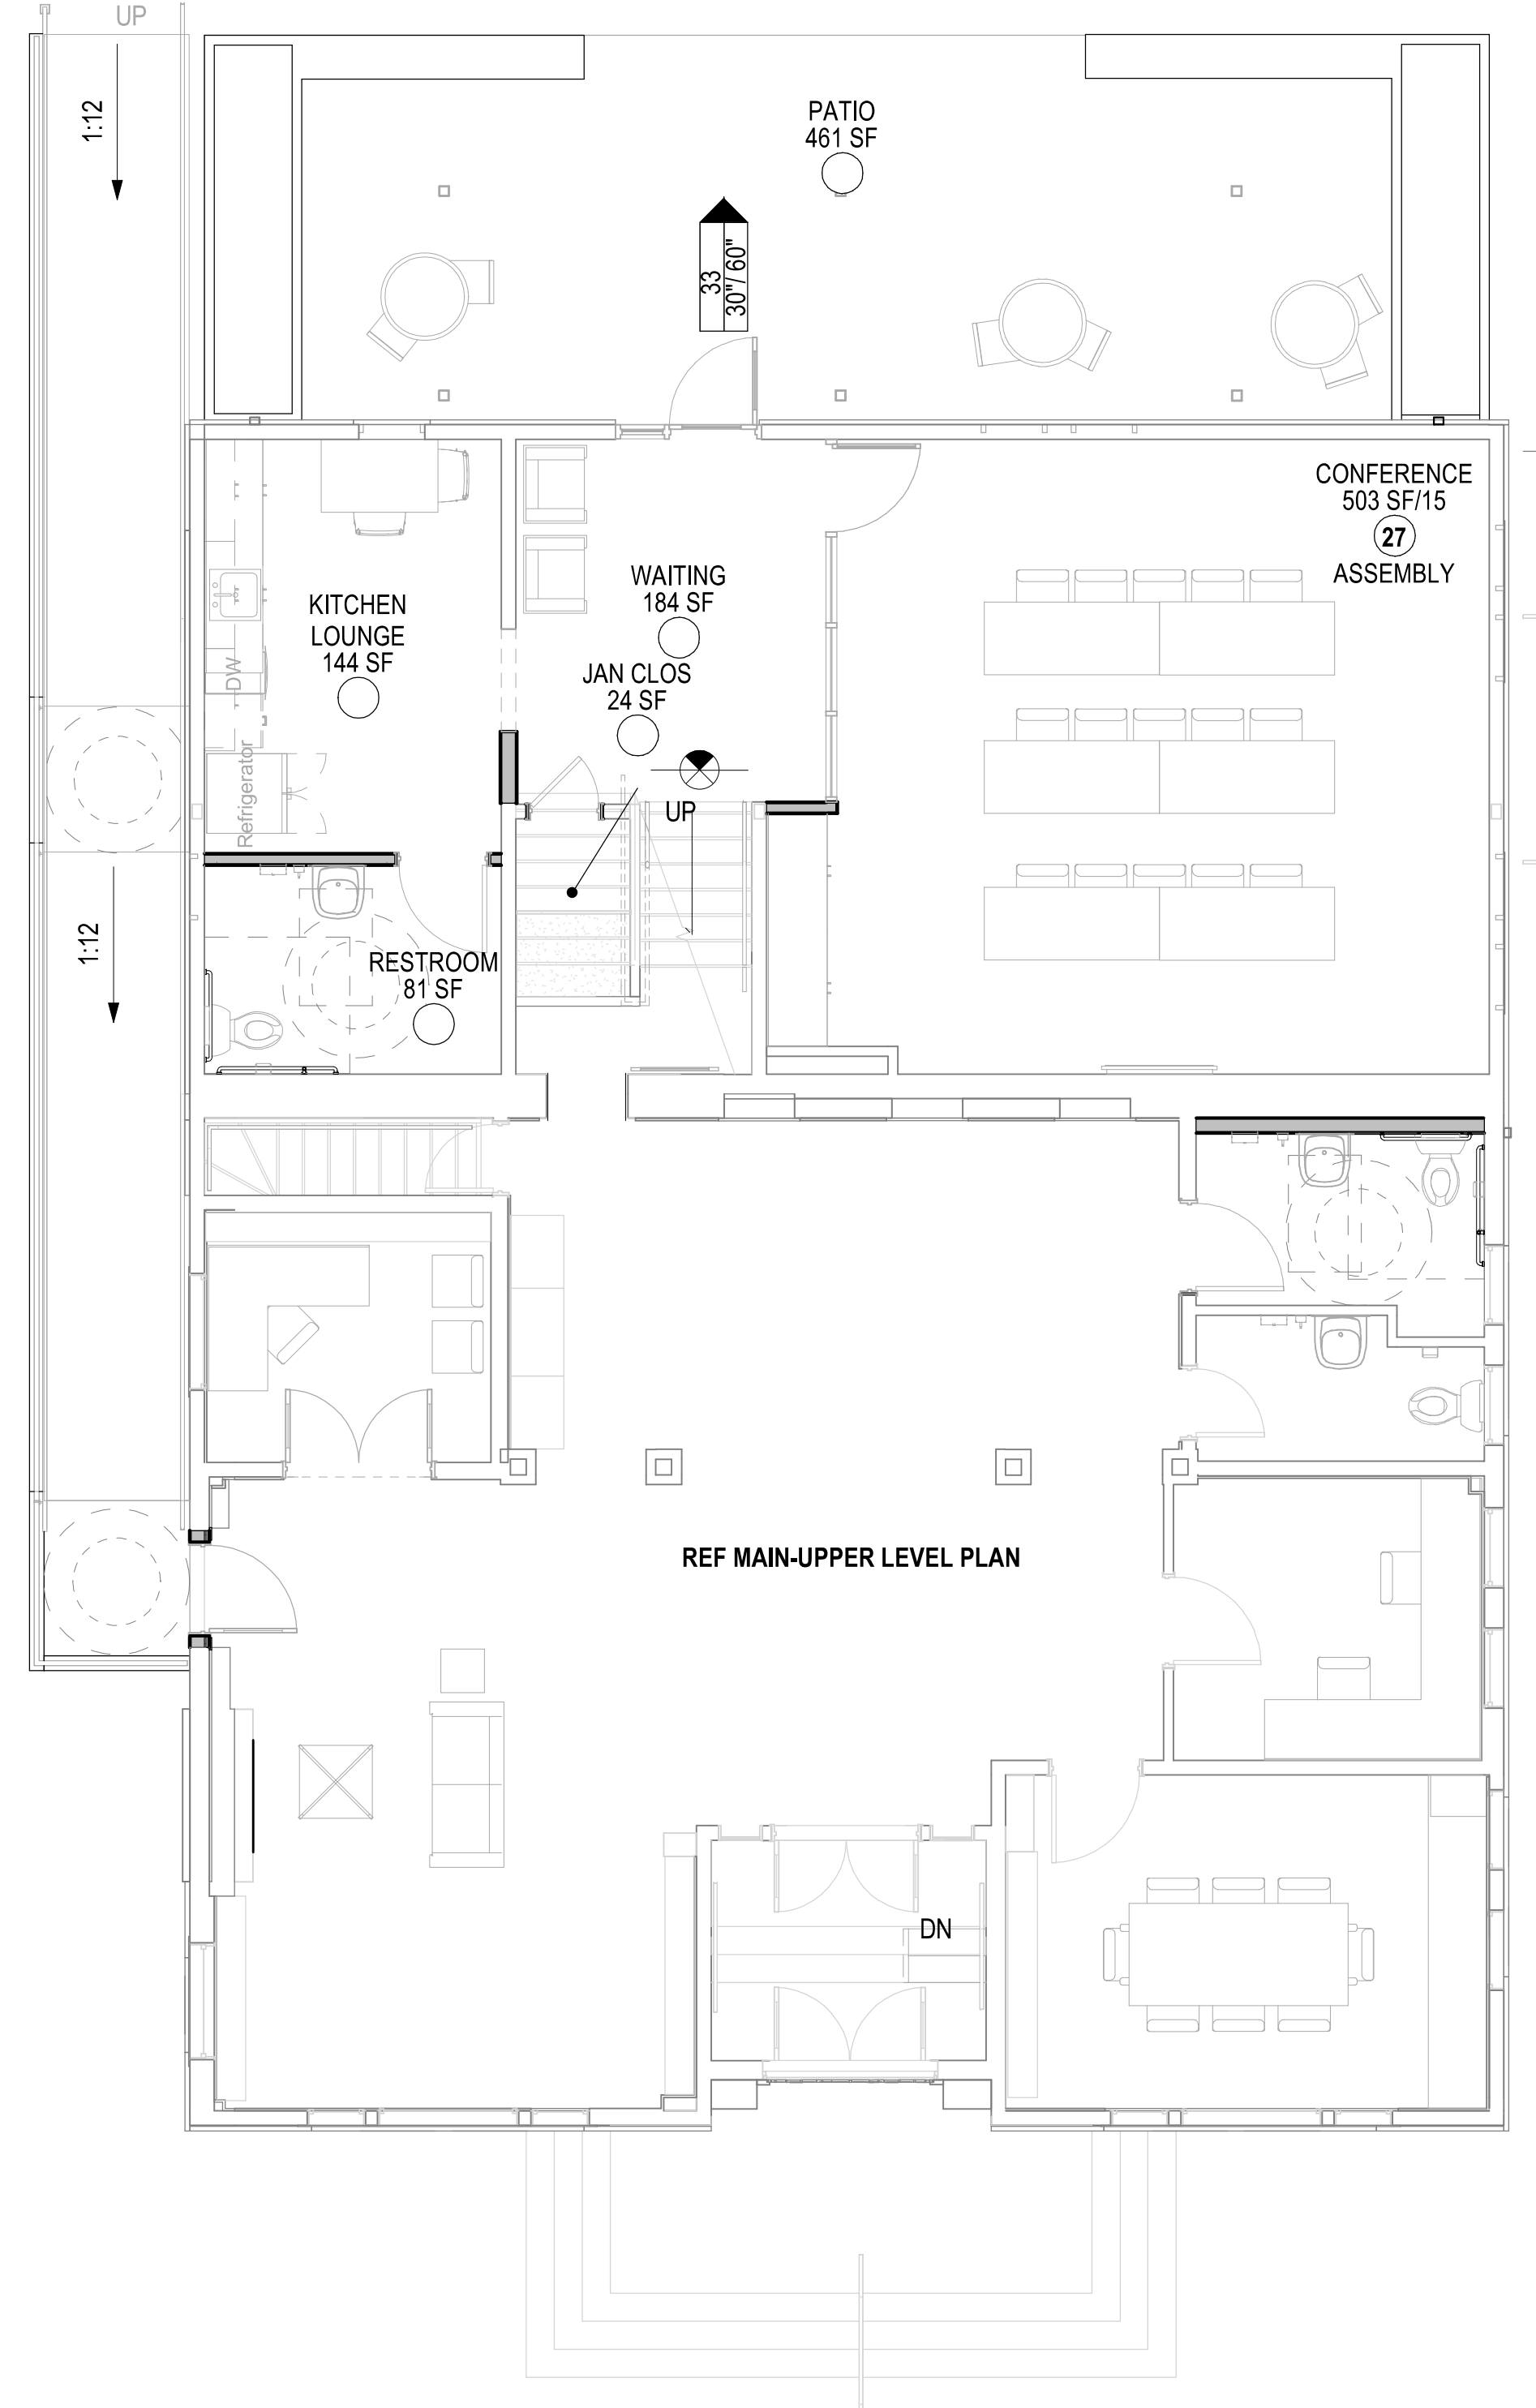 UP
1:12
PATIO
461 SF
33
30"/ 60"
CONFERENCE
503 SF/15
27
ASSEMBLY
WAITING
184 SF
KITCHEN
LOUNGE
144 SF
JAN CLOS
24 SF
DW
Refrigerator
UP
1:12
RESTROOM
81 SF
REF MAIN-UPPER LEVEL PLAN
DN